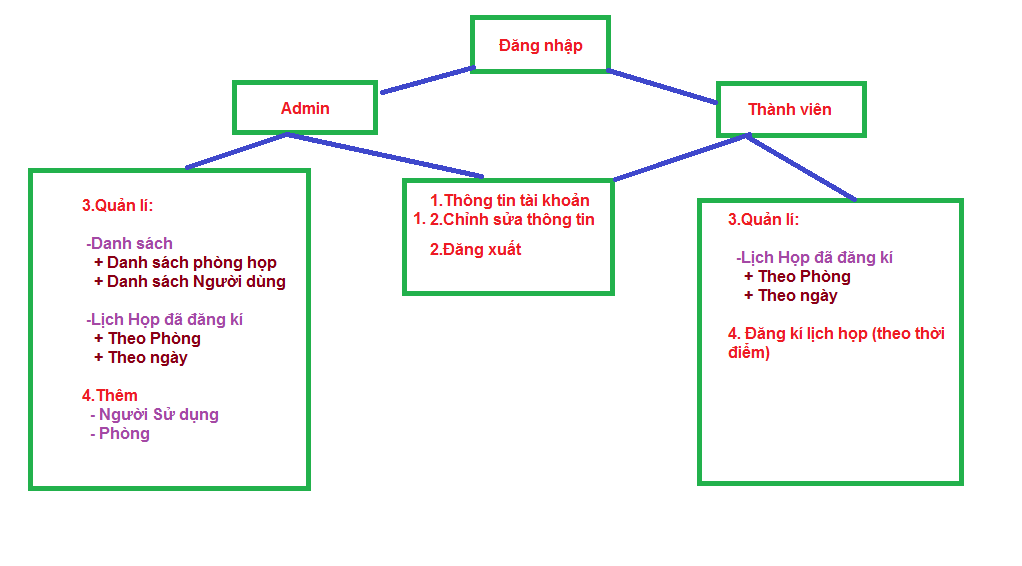 Đăng nhập
Admin
Thành viên
3.Quản lí:
-Danh sách
+ Danh sách phòng họp
+ Danh sách Người dùng
-Lịch Họp đã đăng kí
+ Theo Phòng
+ Theo ngày
4.Thêm
- Người Sử dụng
- Phòng
1.Thông tin tài khoản
1. 2.Chỉnh sửa thông tin
2.Đăng xuất
3.Quản lí:
-Lịch Họp đã đăng kí
+ Theo Phòng
+ Theo ngày
4. Đăng kí lịch họp (theo thời
điểm)